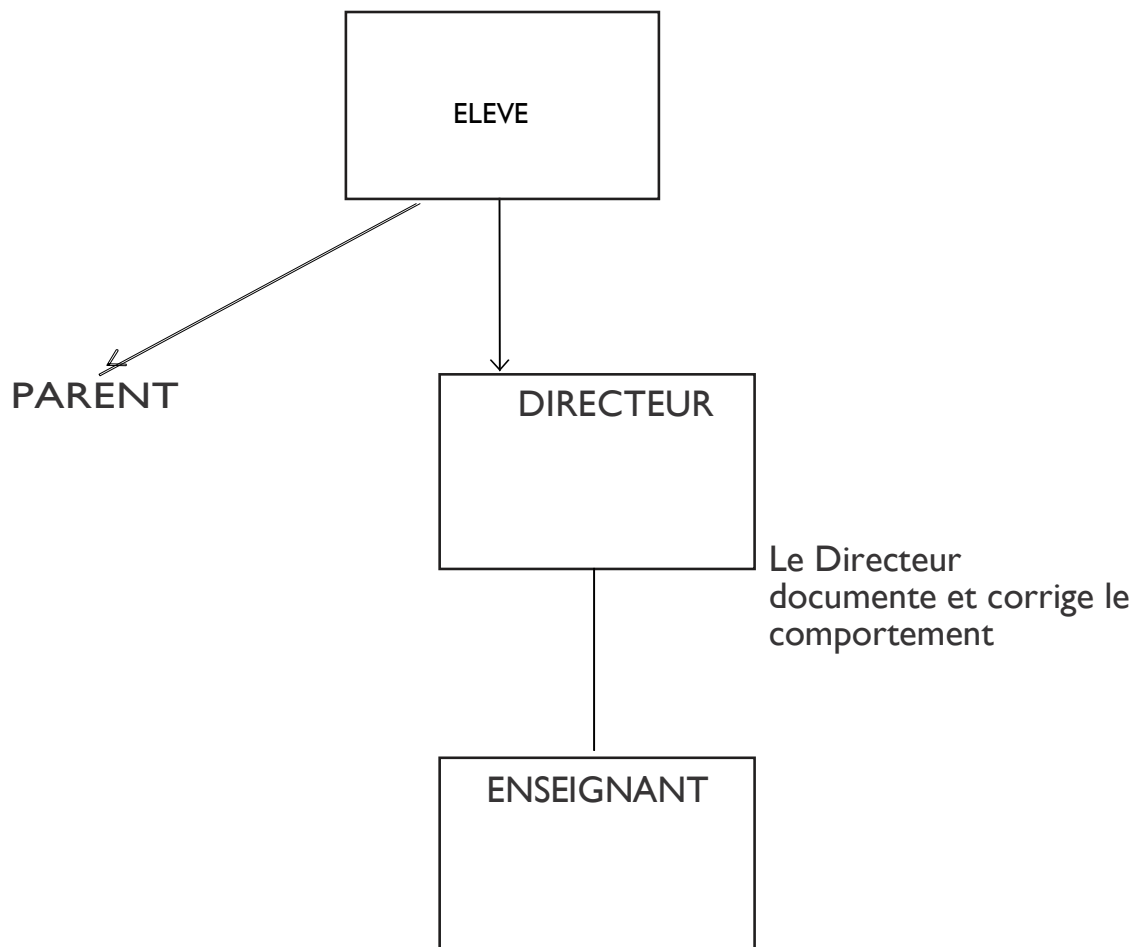 ELEVE
PARENT
DIRECTEUR
Le Directeur
documente et corrige le
comportement
ENSEIGNANT